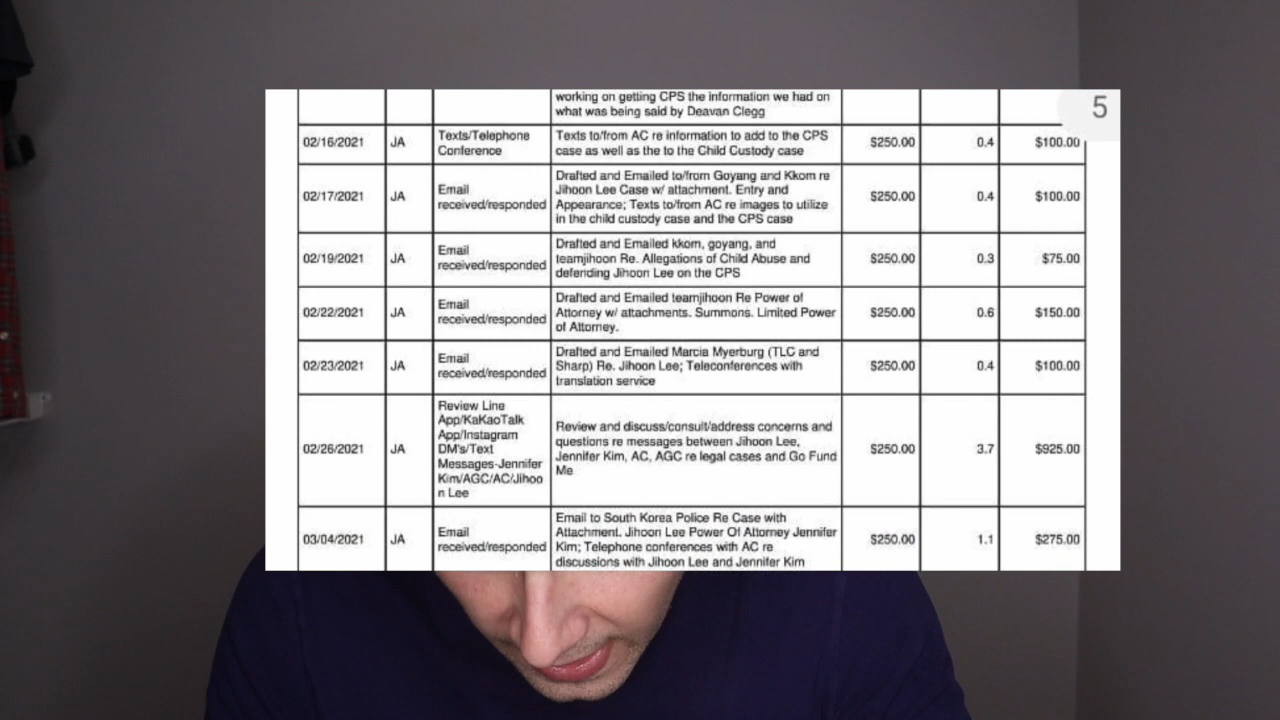 5
working on getting CPS the information we had on
what was being said by Deavan Clegg
02/16/2021 JA Texts/Telephone Conference Texts to/from AC re information to add to the CPS $250.00 0.4 $100.00
case as well as the to the Child Custody case
02/17/2021 JA Email received/responded Drafted and Emailed to/from Goyang and Kkom re $250.00 0.4 $100.00
Jihoon Lee Case w/ attachment. Entry and
Appearance; Texts to/from AC re images to utilize
in the child custody case and the CPS case
02/19/2021 JA Email received/responded Drafted and Emailed kkom, goyang, and $250.00 0.3 $75.00
teamjihoon Re. Allegations of Child Abuse and
defending Jihoon Lee on the CPS
02/22/2021 JA Email received/responded Drafted and Emailed teamjihoon Re Power of $250.00 0.6 $150.00
Attorney w/ attachments. Summons. Limited Power
of Attorney.
02/23/2021 JA Email received/responded Drafted and Emailed Marcia Myerburg (TLC and $250.00 0.4 $100.00
Sharp) Re. Jihoon Lee; Teleconferences with
translation service
02/26/2021 JA Review Line
App/KaKaoTalk
App/Instagram
DM's/Text
Messages-Jennifer
Kim/AGC/AC/Jihoo
n Lee
Review and discuss/consult/address concerns and $250.00 3.7 $925.00
questions re messages between Jihoon Lee,
Jennifer Kim, AC, AGC re legal cases and Go Fund
Me
03/04/2021 JA Email received/responded Email to South Korea Police Re Case with $250.00 1.1 $275.00
Attachment. Jihoon Lee Power Of Attorney Jennifer
Kim; Telephone conferences with AC re
discussions with Jihoon Lee and Jennifer Kim